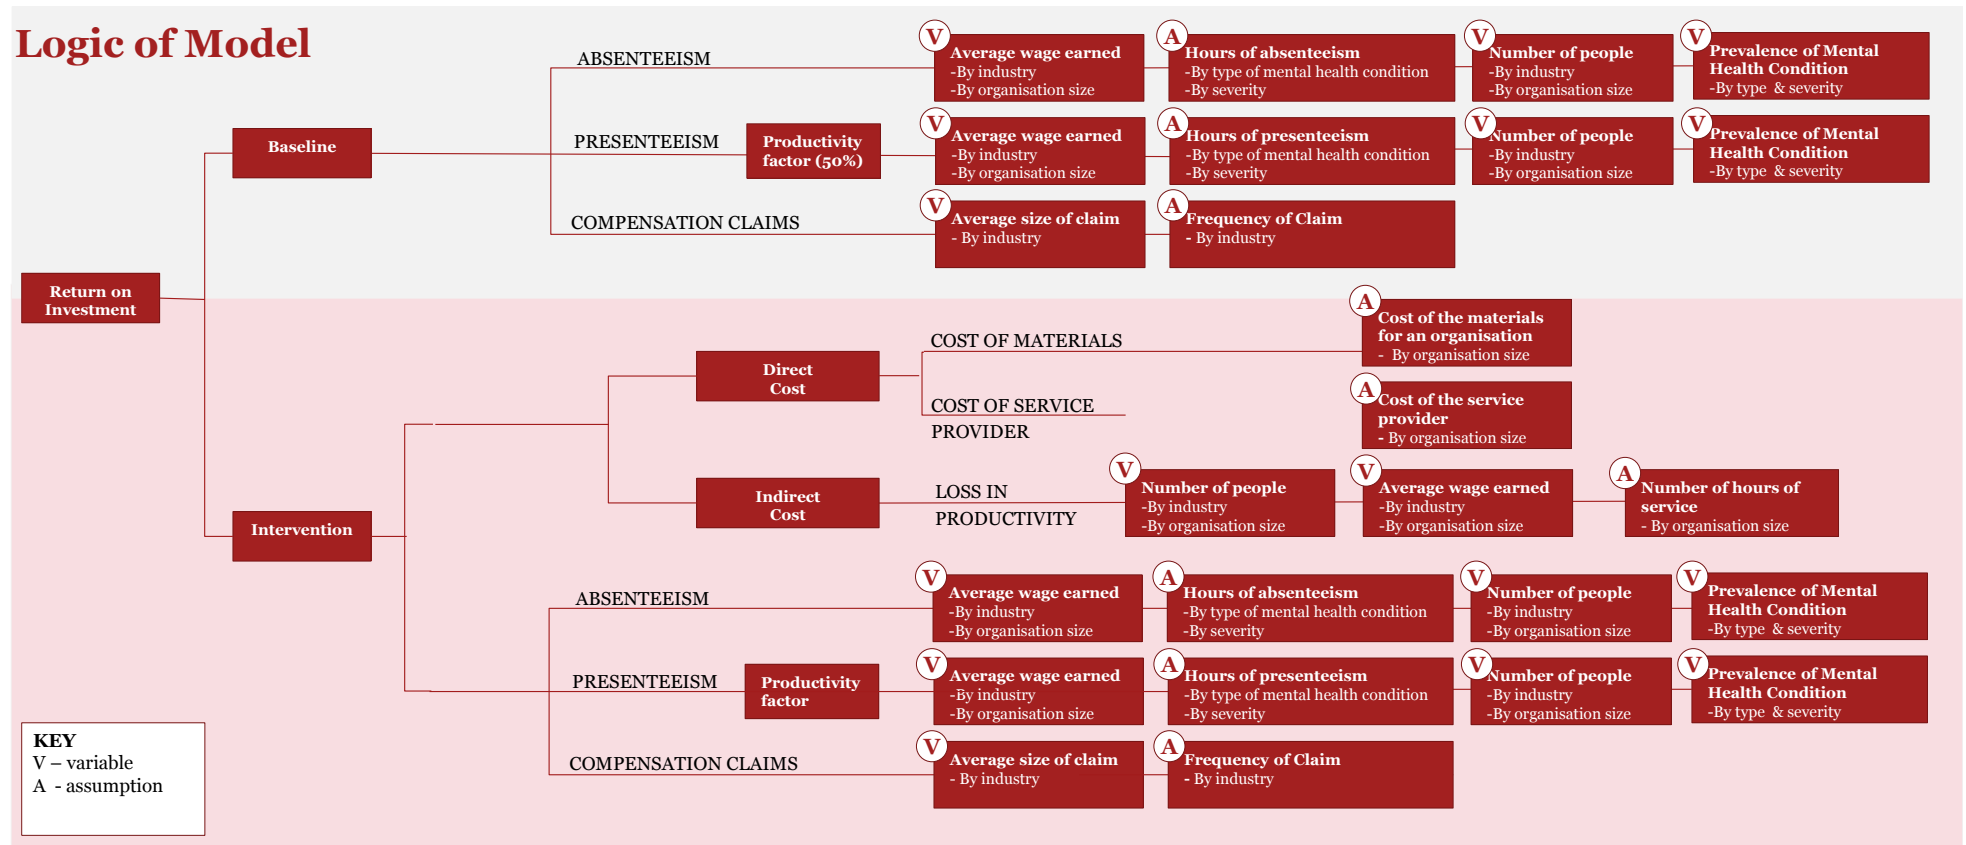 Logic of Model
ABSENTEEISM
V
Average wage earned
-By industry
-By organisation size
A
Hours of absenteeism
-By type of mental health condition
-By severity
V
Number of people
-By industry
-By organisation size
V
Prevalence of Mental
Health Condition
-By type & severity
Baseline
PRESENTEEISM
Productivity
factor (50%)
V
Average wage earned
-By industry
-By organisation size
A
Hours of presenteeism
-By type of mental health condition
-By severity
V
Number of people
-By industry
-By organisation size
V
Prevalence of Mental
Health Condition
-By type & severity
COMPENSATION CLAIMS
V
Average size of claim
- By industry
A
Frequency of Claim
- By industry
Return on
Investment
Direct
Cost
COST OF MATERIALS
A
Cost of the materials
for an organisation
- By organisation size
COST OF SERVICE
PROVIDER
A
Cost of the service
provider
- By organisation size
Indirect
Cost
LOSS IN
PRODUCTIVITY
V
Number of people
-By industry
-By organisation size
V
Average wage earned
-By industry
-By organisation size
A
Number of hours of
service
- By organisation size
Intervention
ABSENTEEISM
V
Average wage earned
-By industry
-By organisation size
A
Hours of absenteeism
-By type of mental health condition
-By severity
V
Number of people
-By industry
-By organisation size
V
Prevalence of Mental
Health Condition
-By type & severity
PRESENTEEISM
Productivity
factor
V
Average wage earned
-By industry
-By organisation size
A
Hours of presenteeism
-By type of mental health condition
-By severity
V
Number of people
-By industry
-By organisation size
V
Prevalence of Mental
Health Condition
-By type & severity
COMPENSATION CLAIMS
V
Average size of claim
- By industry
A
Frequency of Claim
- By industry
KEY
V – variable
A - assumption